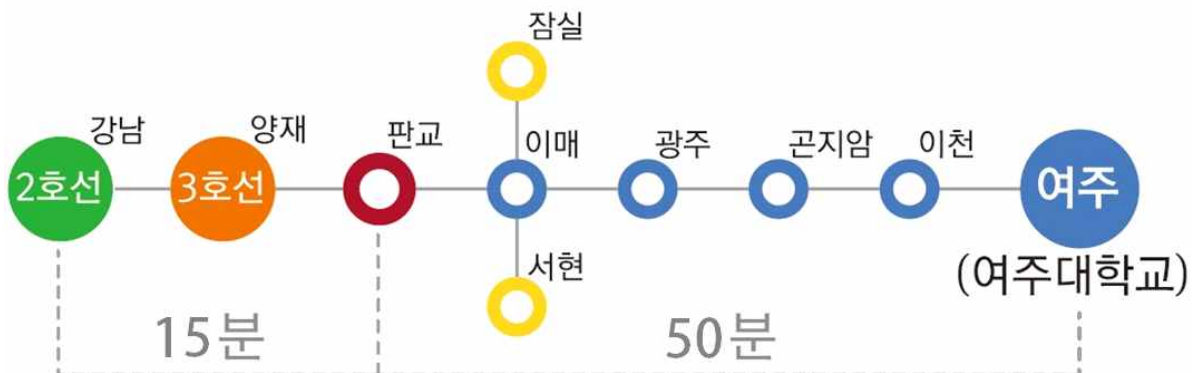 잠실
강남 양재 판교 이매 광주 곤지암 이천
2호선 3호선 여주
서현 (여주대학교)
15분 50분